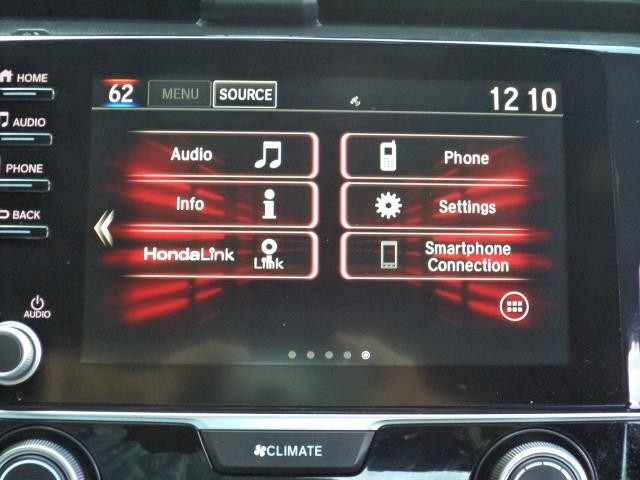 HOME
62 MENU SOURCE 12 10
AUDIO
Audio
Phone
PHONE
Info
Settings
BACK
HondaLink
Link
Smartphone
Connection
AUDIO
CLIMATE